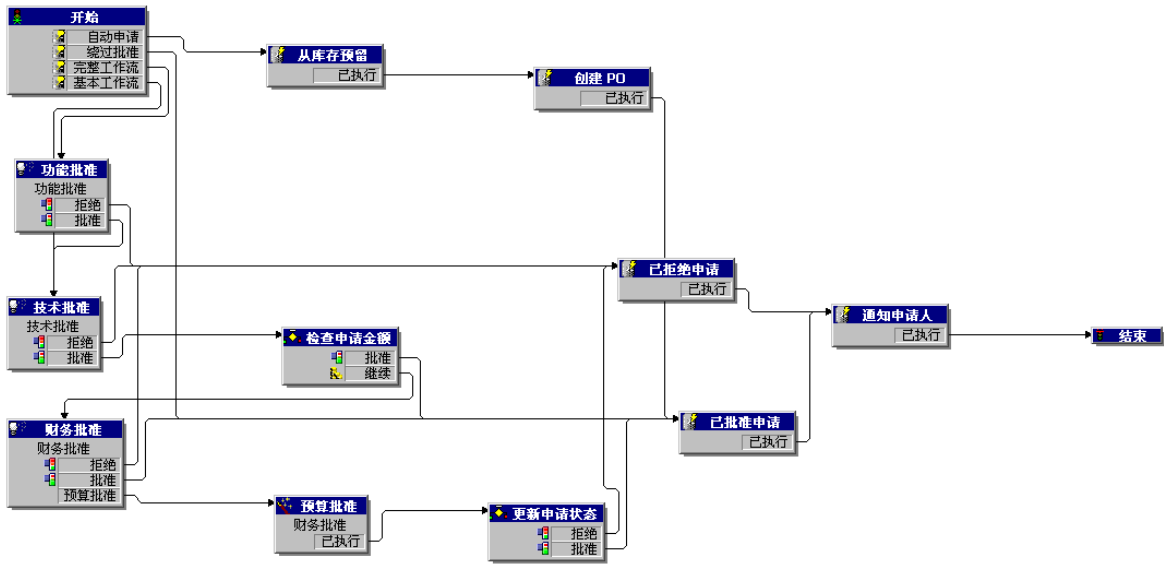 开始
自动申请
绕过批准
完整工作流
基本工作流
从库存预留
已执行
创建 PO
已执行
功能批准
功能批准
拒绝
批准
已拒绝申请
已执行
技术批准
技术批准
拒绝
批准
检查申请金额
批准
继续
通知申请人
已执行
结束
财务批准
财务批准
拒绝
批准
预算批准
已批准申请
已执行
预算批准
财务批准
已执行
更新申请状态
拒绝
批准